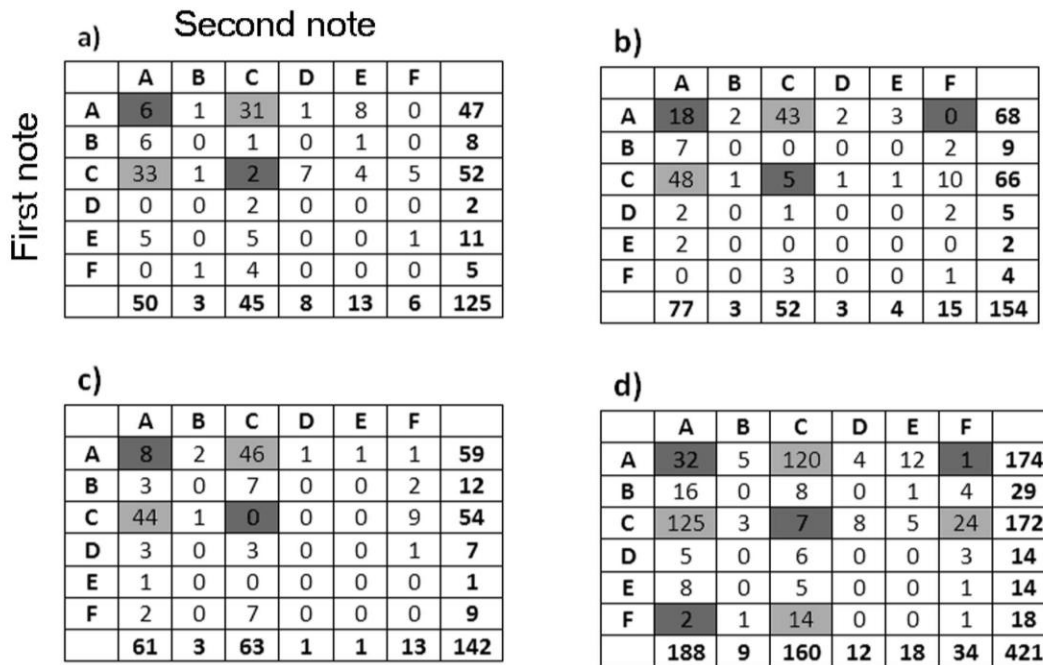 Second note
First note
a)
A B C D E F
A 6 1 31 1 8 0 47
B 6 0 1 0 1 0 8
C 33 1 2 7 4 5 52
D 0 0 2 0 0 0 2
E 5 0 5 0 0 1 11
F 0 1 4 0 0 0 5
50 3 45 8 13 6 125
b)
A B C D E F
A 18 2 43 2 3 0 68
B 7 0 0 0 0 2 9
C 48 1 5 1 1 10 66
D 2 0 1 0 0 2 5
E 2 0 0 0 0 0 2
F 0 0 3 0 0 1 4
77 3 52 3 4 15 154
c)
A B C D E F
A 8 2 46 1 1 1 59
B 3 0 7 0 0 2 12
C 44 1 0 0 0 9 54
D 3 0 3 0 0 1 7
E 1 0 0 0 0 0 1
F 2 0 7 0 0 0 9
61 3 63 1 1 13 142
d)
A B C D E F
A 32 5 120 4 12 1 174
B 16 0 8 0 1 4 29
C 125 3 7 8 5 24 172
D 5 0 6 0 0 3 14
E 8 0 5 0 0 1 14
F 2 1 14 0 0 1 18
188 9 160 12 18 34 421